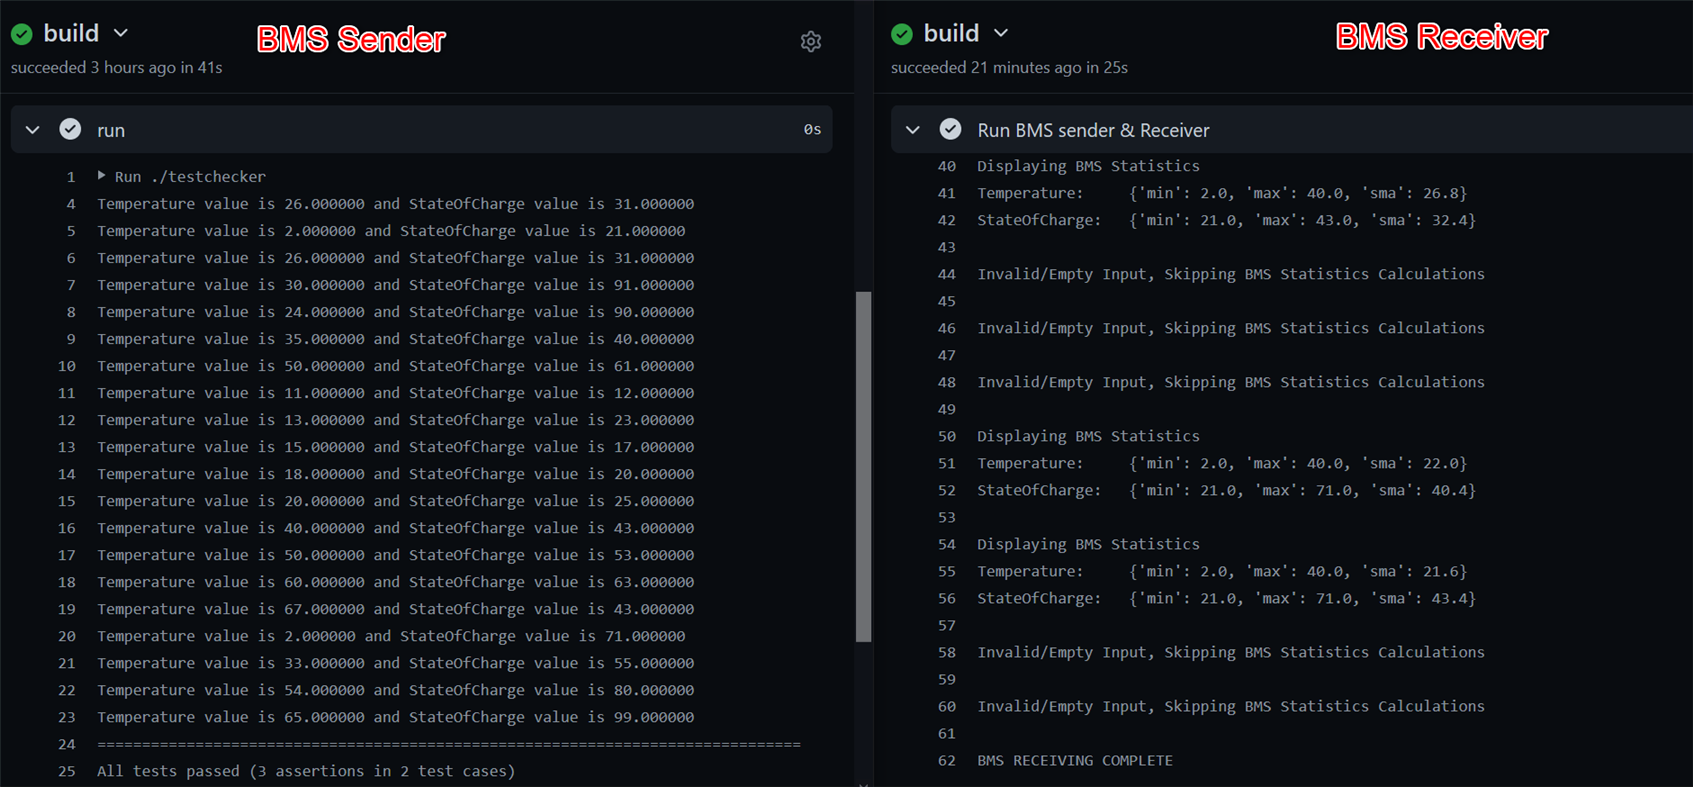 build
BMS Sender
succeeded 3 hours ago in 41s
run
0s
1 Run ./testchecker
4 Temperature value is 26.000000 and StateOfCharge value is 31.000000
5 Temperature value is 2.000000 and StateOfCharge value is 21.000000
6 Temperature value is 26.000000 and StateOfCharge value is 31.000000
7 Temperature value is 30.000000 and StateOfCharge value is 91.000000
8 Temperature value is 24.000000 and StateOfCharge value is 90.000000
9 Temperature value is 35.000000 and StateOfCharge value is 40.000000
10 Temperature value is 50.000000 and StateOfCharge value is 61.000000
11 Temperature value is 11.000000 and StateOfCharge value is 12.000000
12 Temperature value is 13.000000 and StateOfCharge value is 23.000000
13 Temperature value is 15.000000 and StateOfCharge value is 17.000000
14 Temperature value is 18.000000 and StateOfCharge value is 20.000000
15 Temperature value is 20.000000 and StateOfCharge value is 25.000000
16 Temperature value is 40.000000 and StateOfCharge value is 43.000000
17 Temperature value is 50.000000 and StateOfCharge value is 53.000000
18 Temperature value is 60.000000 and StateOfCharge value is 63.000000
19 Temperature value is 67.000000 and StateOfCharge value is 43.000000
20 Temperature value is 2.000000 and StateOfCharge value is 71.000000
21 Temperature value is 33.000000 and StateOfCharge value is 55.000000
22 Temperature value is 54.000000 and StateOfCharge value is 80.000000
23 Temperature value is 65.000000 and StateOfCharge value is 99.000000
24 ===============================================================================
25 All tests passed (3 assertions in 2 test cases)
build
BMS Receiver
succeeded 21 minutes ago in 25s
Run BMS sender & Receiver
40 Displaying BMS Statistics
41 Temperature: {'min': 2.0, 'max': 40.0, 'sma': 26.8}
42 StateOfCharge: {'min': 21.0, 'max': 43.0, 'sma': 32.4}
43
44 Invalid/Empty Input, Skipping BMS Statistics Calculations
45
46 Invalid/Empty Input, Skipping BMS Statistics Calculations
47
48 Invalid/Empty Input, Skipping BMS Statistics Calculations
49
50 Displaying BMS Statistics
51 Temperature: {'min': 2.0, 'max': 40.0, 'sma': 22.0}
52 StateOfCharge: {'min': 21.0, 'max': 71.0, 'sma': 40.4}
53
54 Displaying BMS Statistics
55 Temperature: {'min': 2.0, 'max': 40.0, 'sma': 21.6}
56 StateOfCharge: {'min': 21.0, 'max': 71.0, 'sma': 43.4}
57
58 Invalid/Empty Input, Skipping BMS Statistics Calculations
59
60 Invalid/Empty Input, Skipping BMS Statistics Calculations
61
62 BMS RECEIVING COMPLETE